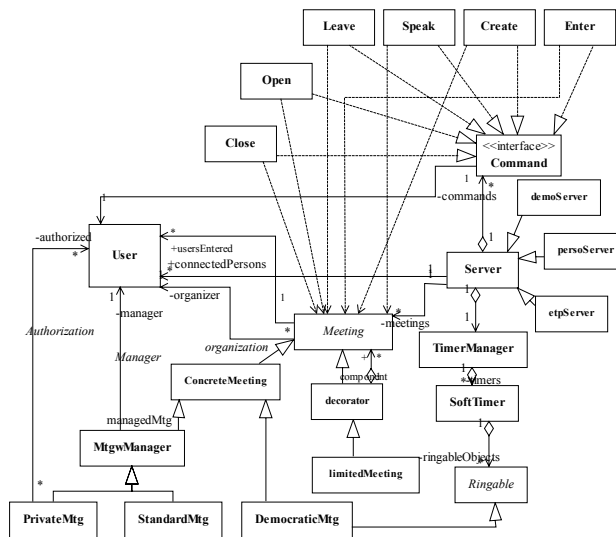 Leave
Speak
Create
Enter
Open
Close
<<interface>>
Command
1
1
*
-commands
demoServer
-authorized
*
User
*
+usersEntered
+connectedPersons
*
1
Server
persoServer
1
-organizer
1
*
1
etpServer
1
-manager
Authorization
Manager
organization
*
Meeting
*
-meetings
1
TimerManager
ConcreteMeeting
+
*
component
1
1
*
-timers
decorator
SoftTimer
managedMtg
1
MtgwManager
limitedMeeting
-ringableObjects
*
Ringable
*
PrivateMtg
StandardMtg
DemocraticMtg